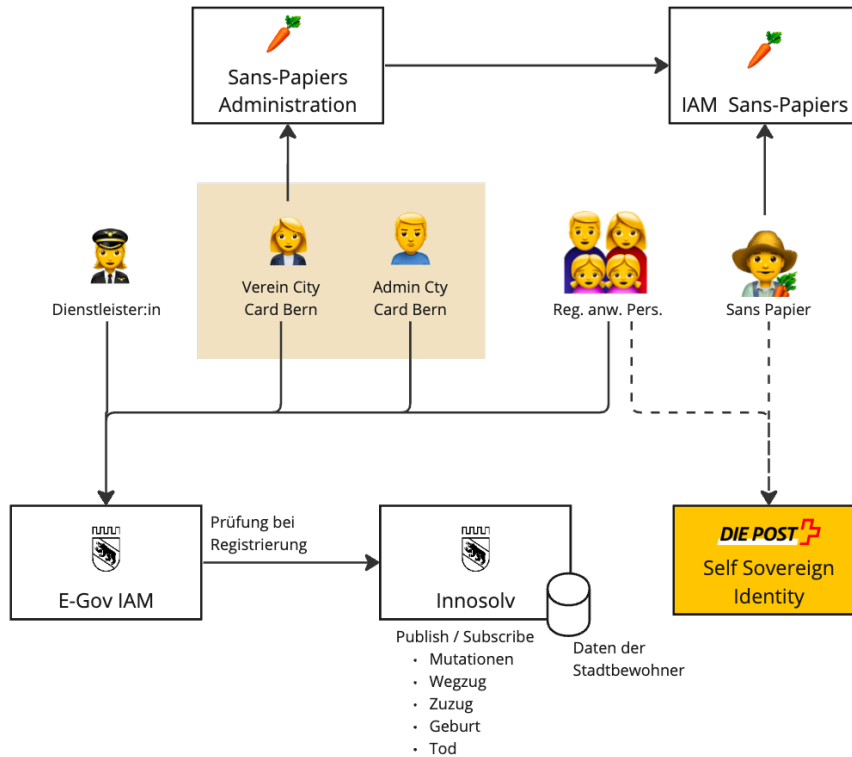 Sans-Papiers
Administration
IAM Sans-Papiers
Dienstleister:in
Verein City
Card Bern
Admin Cty
Card Bern
Reg. anw. Pers.
Sans Papier
Prüfung bei
Registrierung
E-Gov IAM
Innosolv
DIE POST
Self Sovereign
Identity
Publish / Subscribe
· Mutationen
· Wegzug
· Zuzug
· Geburt
· Tod
Daten der
Stadtbewohner